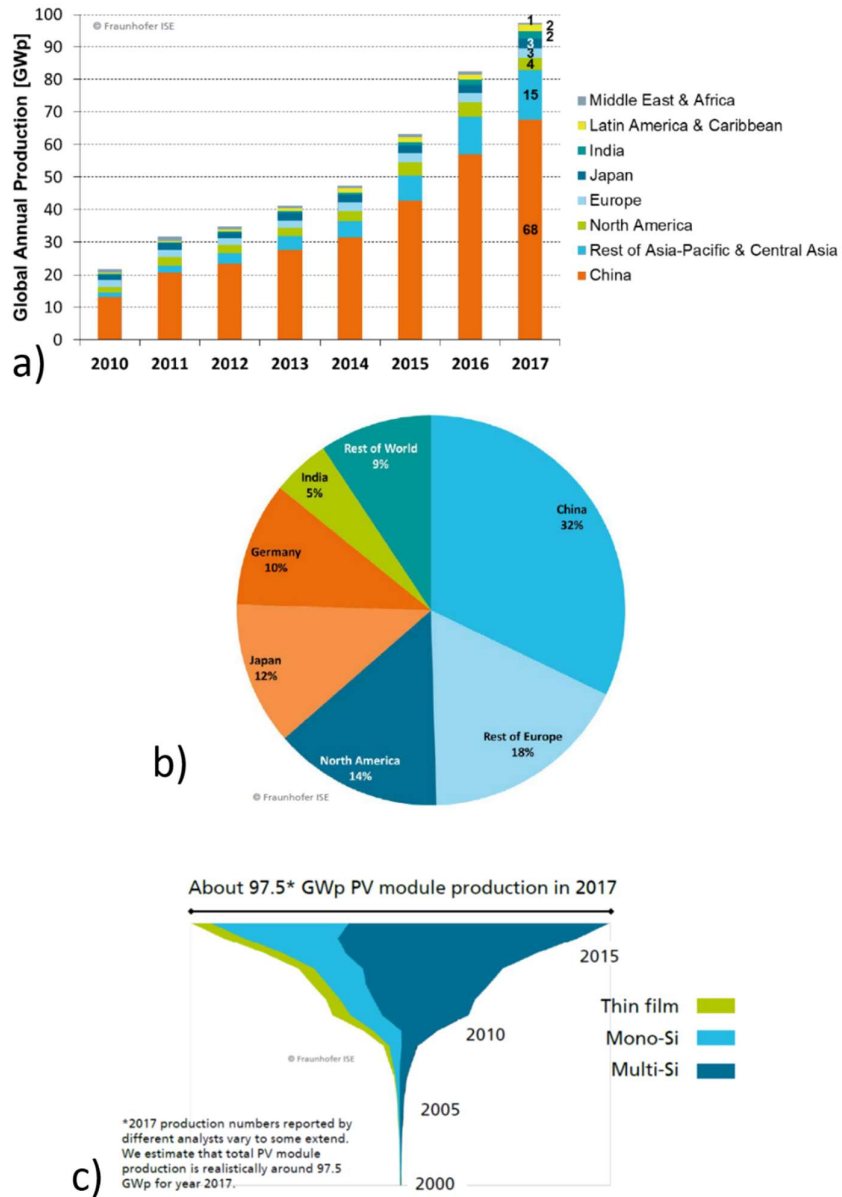 © Fraunhofer ISE
Global Annual Production [GWp]
100
90
80
70
60
50
40
30
20
10
0
1
2
2
3
3
4
15
68
2010 2011 2012 2013 2014 2015 2016 2017
Middle East & Africa
Latin America & Caribbean
India
Japan
Europe
North America
Rest of Asia-Pacific & Central Asia
China
a)
Rest of World
9%
India
5%
China
32%
Germany
10%
Japan
12%
Rest of Europe
18%
North America
14%
b)
© Fraunhofer ISE
About 97.5* GWp PV module production in 2017
2015
Thin film
Mono-Si
Multi-Si
2010
© Fraunhofer ISE
2005
*2017 production numbers reported by
different analysts vary to some extend.
We estimate that total PV module
production is realistically around 97.5
GWp for year 2017.
2000
c)